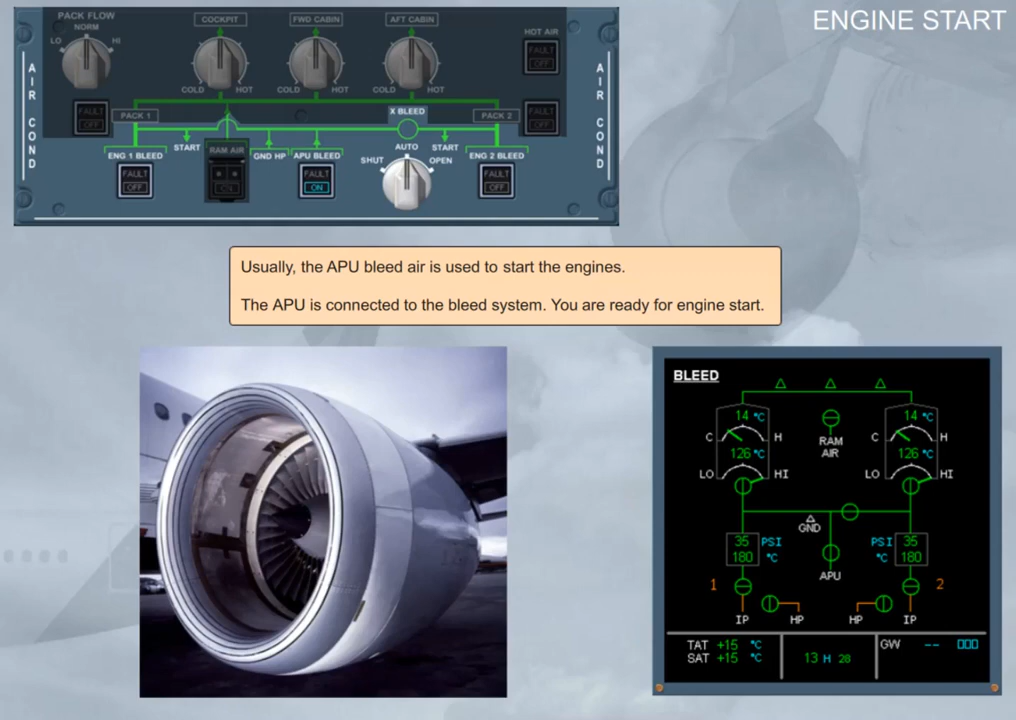 ENGINE START
PACK FLOW
NORM
LO
HI
COCKPIT
FWD CABIN
AFT CABIN
HOT AIR
COLD HOT
COLD HOT
COLD HOT
FAULT
OFF
AIR COND
AIR COND
FAULT
OFF
PACK 1
X BLEED
PACK 2
FAULT
OFF
START
RAM AIR
GND HP
APU BLEED
AUTO
START
ENG 1 BLEED
SHUT
OPEN
ENG 2 BLEED
FAULT
OFF
ON
FAULT
ON
FAULT
OFF
Usually, the APU bleed air is used to start the engines.
The APU is connected to the bleed system. You are ready for engine start.
BLEED
14 °C
14 °C
C H
RAM
AIR
C H
126 °C
126 °C
LO HI
LO HI
GND
35 PSI
180 °C
PSI 35
°C 180
APU
1
2
IP
HP
HP
IP
TAT +15 °C
SAT +15 °C
13 H 28
GW -- 000